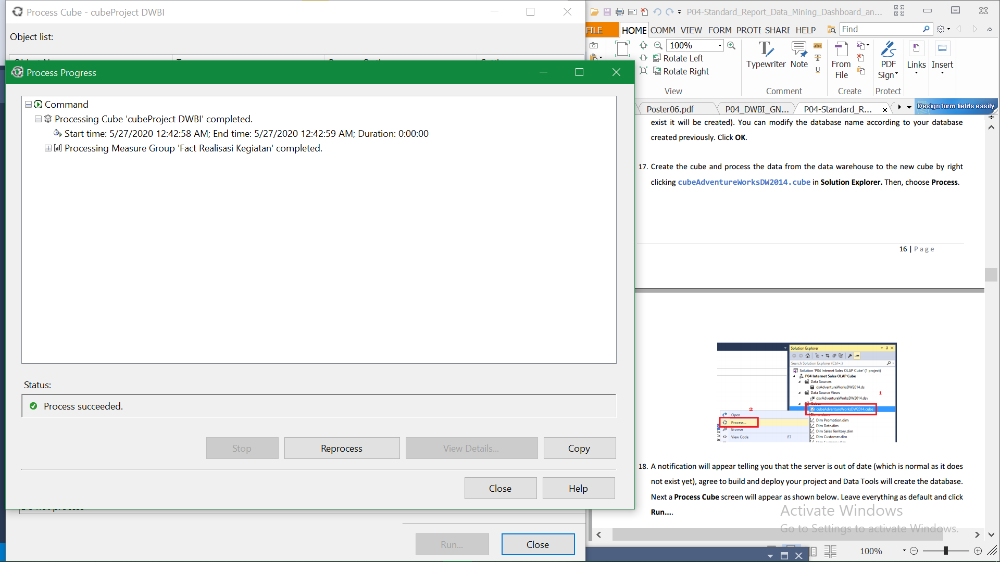 Process Cube - cubeProject DWBI
Object list:
Process Progress
Command
Processing Cube 'cubeProject DWBI' completed.
Start time: 5/27/2020 12:42:58 AM; End time: 5/27/2020 12:42:59 AM; Duration: 0:00:00
Processing Measure Group 'Fact Realisasi Kegiatan' completed.
Status:
Process succeeded.
Stop
Reprocess
View Details...
Copy
Close
Help
Run...
Close
P04-Standard_Report_Data_Mining_Dashboard_an...
FILE
HOME COMM VIEW FORM PROTE SHARE HELP
Find
100%
Rotate Left
Rotate Right
View
Typewriter Note
Comment
From File
Create
PDF Sign
Protect
Links
Insert
Poster06.pdf
P04_DWBI_GN...
P04-Standard_R...
Design form fields easily
exist it will be created). You can modify the database name according to your database
created previously. Click OK.
17. Create the cube and process the data from the data warehouse to the new cube by right
clicking cubeAdventureWorksDW2014.cube in Solution Explorer. Then, choose Process.
16 | Page
Solution Explorer
Search Solution Explorer (Ctrl+;)
Solution 'P04 Internet Sales OLAP Cube' (1 project)
P04 Internet Sales OLAP Cube
Data Sources
dsAdventureWorksDW2014.ds
Data Source Views
1
dsvAdventureWorksDW2014.dsv
2
cubeAdventureWorksDW2014.cube
Open
Process...
Browse
View Code F7
Dim Promotion.dim
Dim Date.dim
Dim Sales Territory.dim
Dim Customer.dim
18. A notification will appear telling you that the server is out of date (which is normal as it does
not exist yet), agree to build and deploy your project and Data Tools will create the database.
Next a Process Cube screen will appear as shown below. Leave everything as default and click
Run....
Activate Windows
Go to Settings to activate Windows.
100%